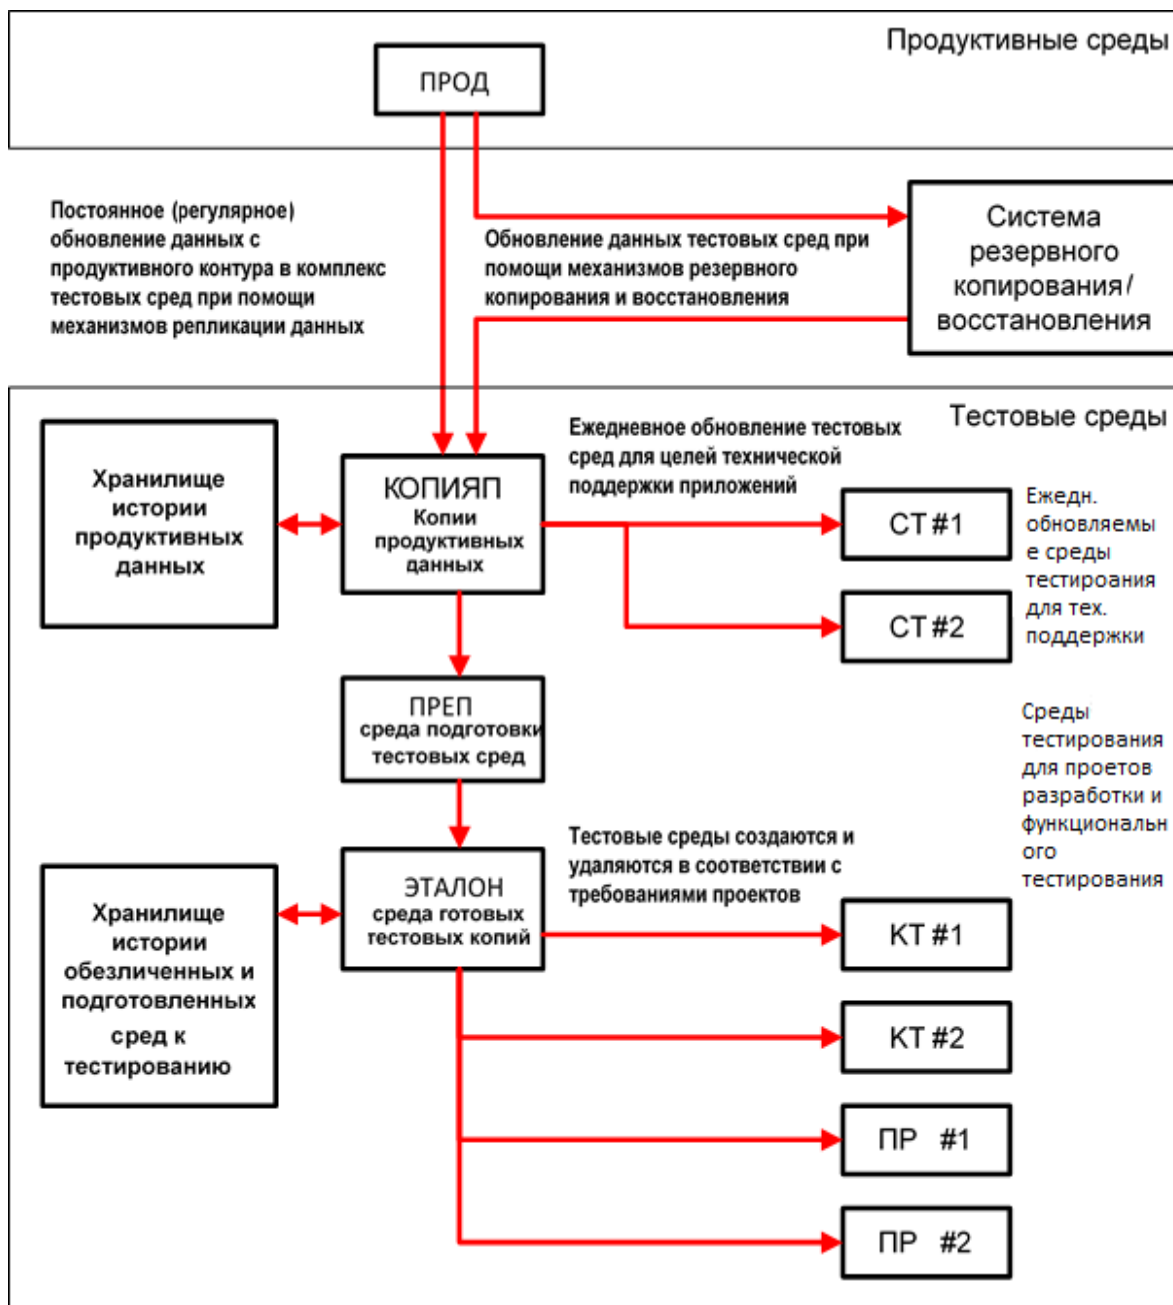 Продуктивные среды
ПРОД
Постоянное (регулярное)
обновление данных с
продуктивного контура в комплекс
тестовых сред при помощи
механизмов репликации данных
Обновление данных тестовых сред при
помощи механизмов резервного
копирования и восстановления
Система
резервного
копирования/
восстановления
Тестовые среды
Хранилище
истории
продуктивных
данных
КОПИЯП
Копии
продуктивных
данных
Ежедневное обновление тестовых
сред для целей технической
поддержки приложений
СТ #1
СТ #2
Ежедн.
обновляемы
е среды
тестироания
для тех.
поддержки
ПРЕП
среда подготовки
тестовых сред
Среды
тестирования
для проетов
разработки и
функциональн
ого
тестирования
Хранилище
истории
обезличенных и
подготовленных
сред к
тестированию
ЭТАЛОН
среда готовых
тестовых копий
Тестовые среды создаются и
удаляются в соответствии с
требованиями проектов
КТ #1
КТ #2
ПР #1
ПР #2